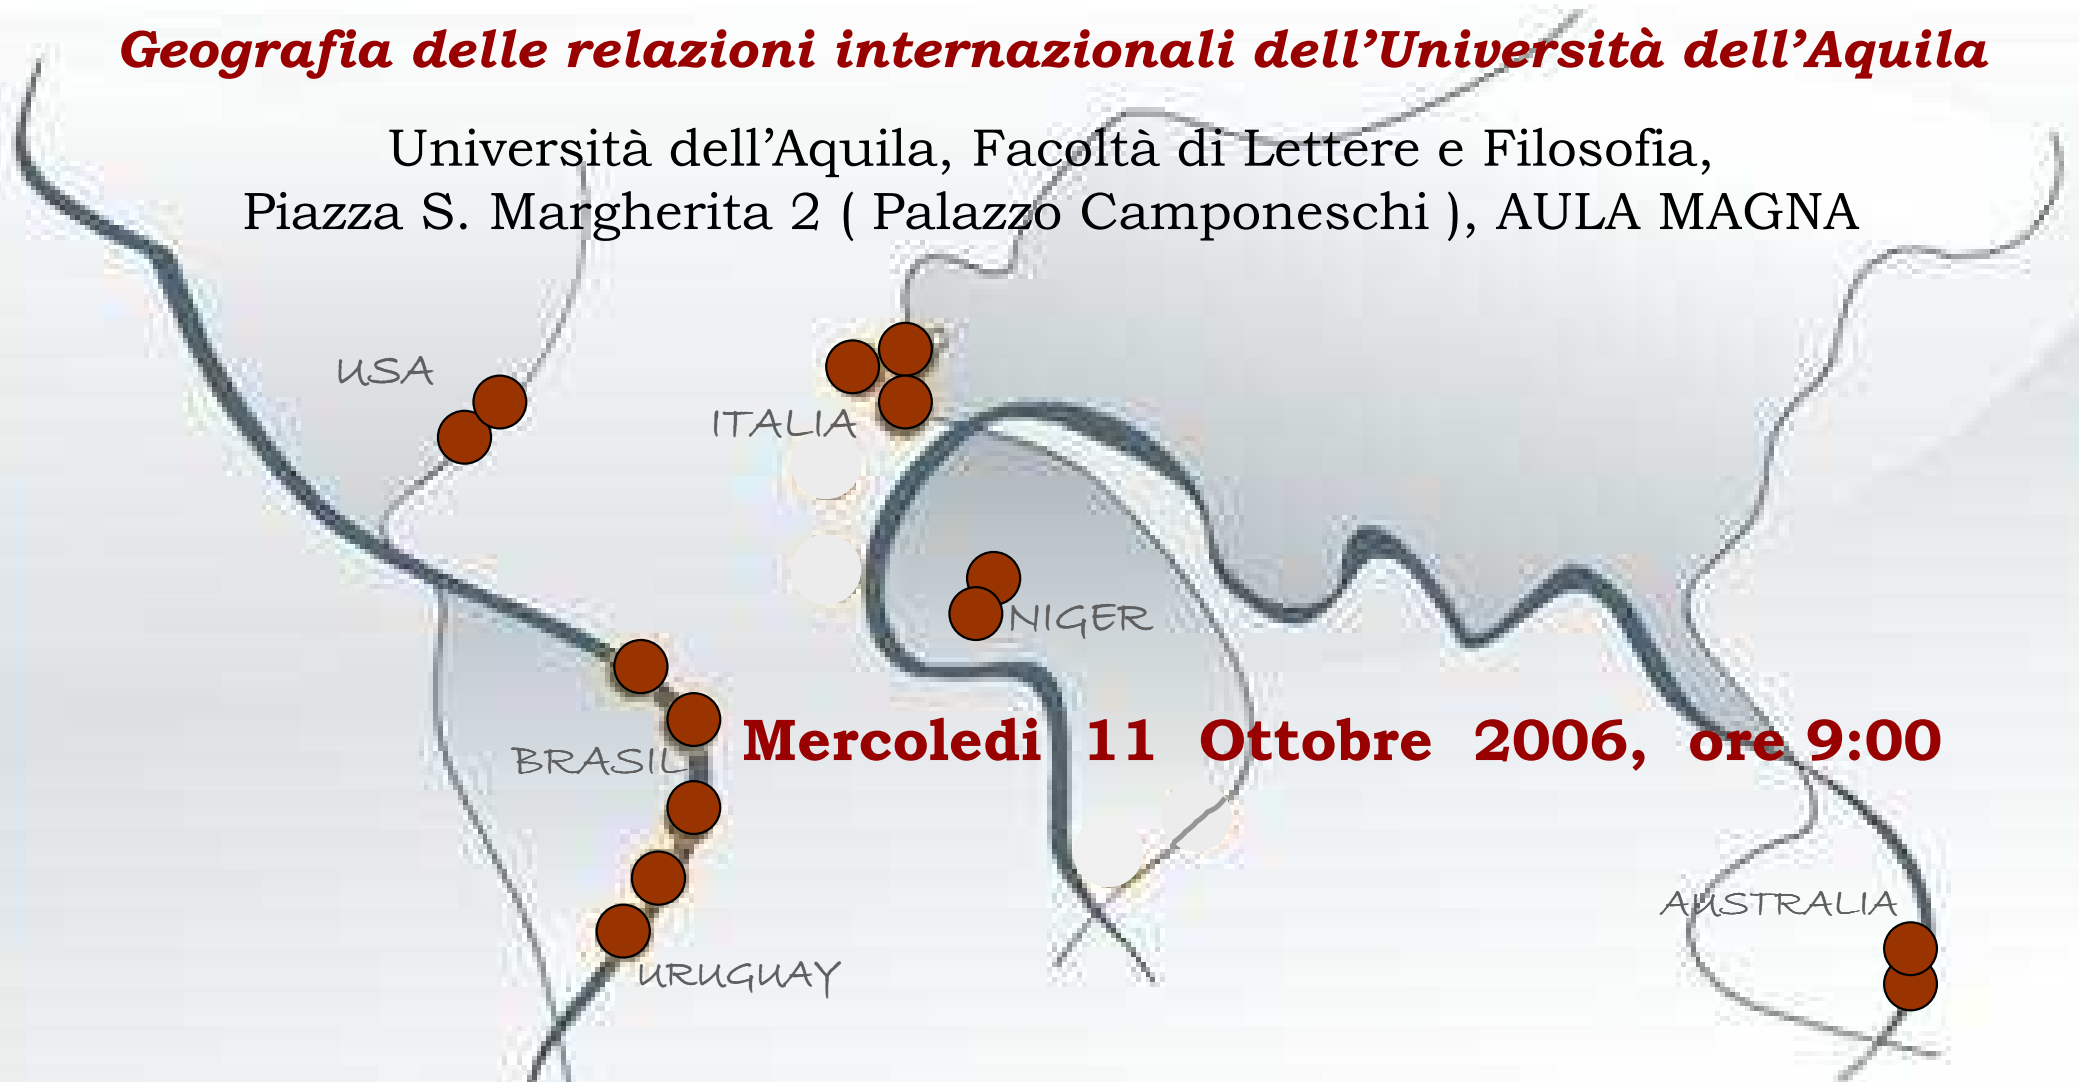 Geografia delle relazioni internazionali dell’Università dell’Aquila
Università dell’Aquila, Facoltà di Lettere e Filosofia,
Piazza S. Margherita 2 ( Palazzo Camponeschi ), AULA MAGNA
USA
ITALIA
NIGER
Mercoledi 11 Ottobre 2006, ore 9:00
BRASIL
AUSTRALIA
URUGUAY